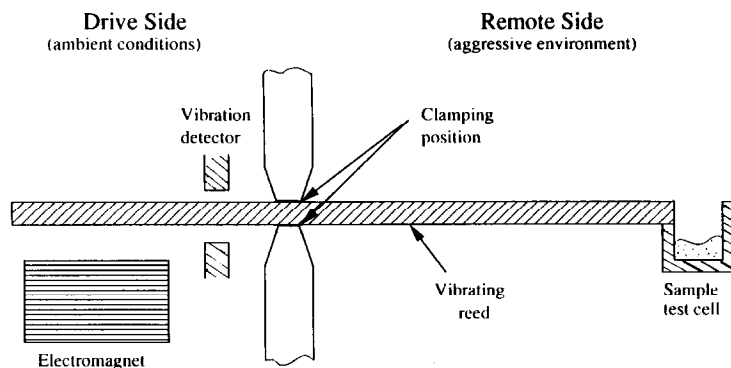 Drive Side
(ambient conditions)
Remote Side
(aggressive environment)
Vibration
detector
Clamping
position
Vibrating
reed
Sample
test cell
Electromagnet